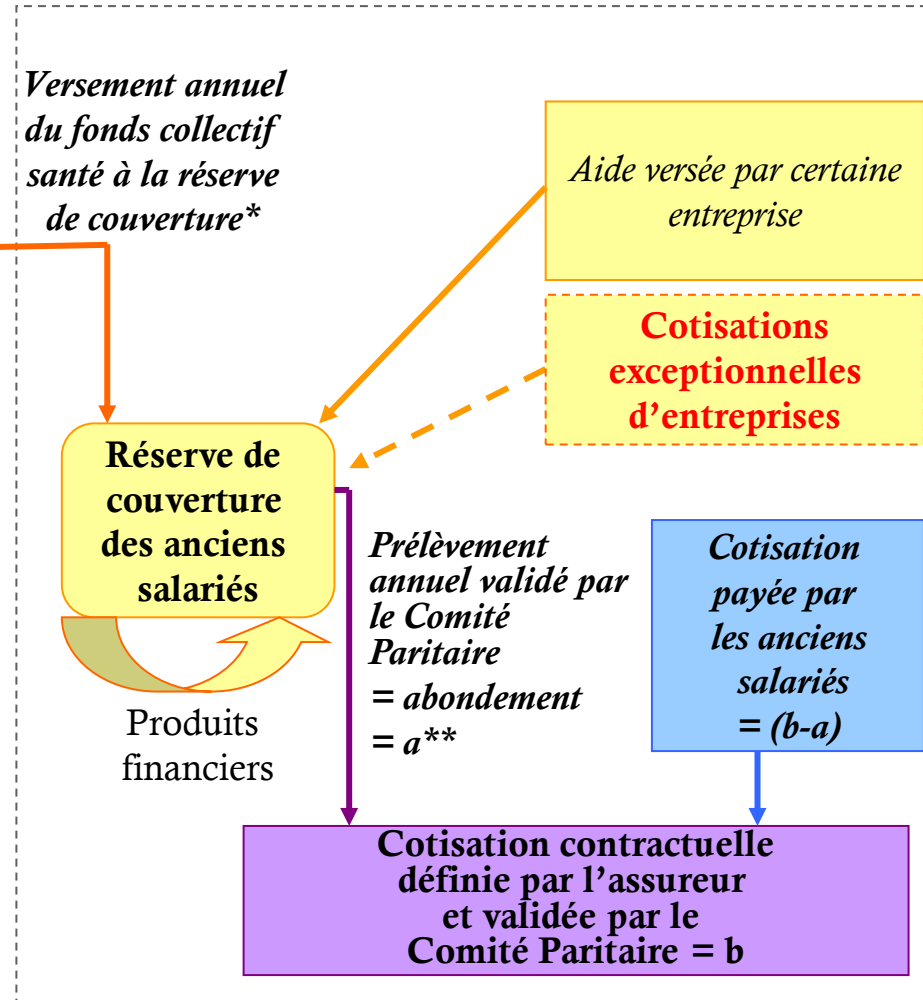 Versement annuel
du fonds collectif
santé à la réserve
de couverture*
Aide versée par certaine
entreprise
Cotisations
exceptionnelles
d’entreprises
Réserve de
couverture
des anciens
salariés
Prélèvement
annuel validé par
le Comité
Paritaire
= abondement
= a**
Cotisation
payée par
les anciens
salariés
= (b-a)
Produits
financiers
Cotisation contractuelle
définie par l’assureur
et validée par le
Comité Paritaire = b